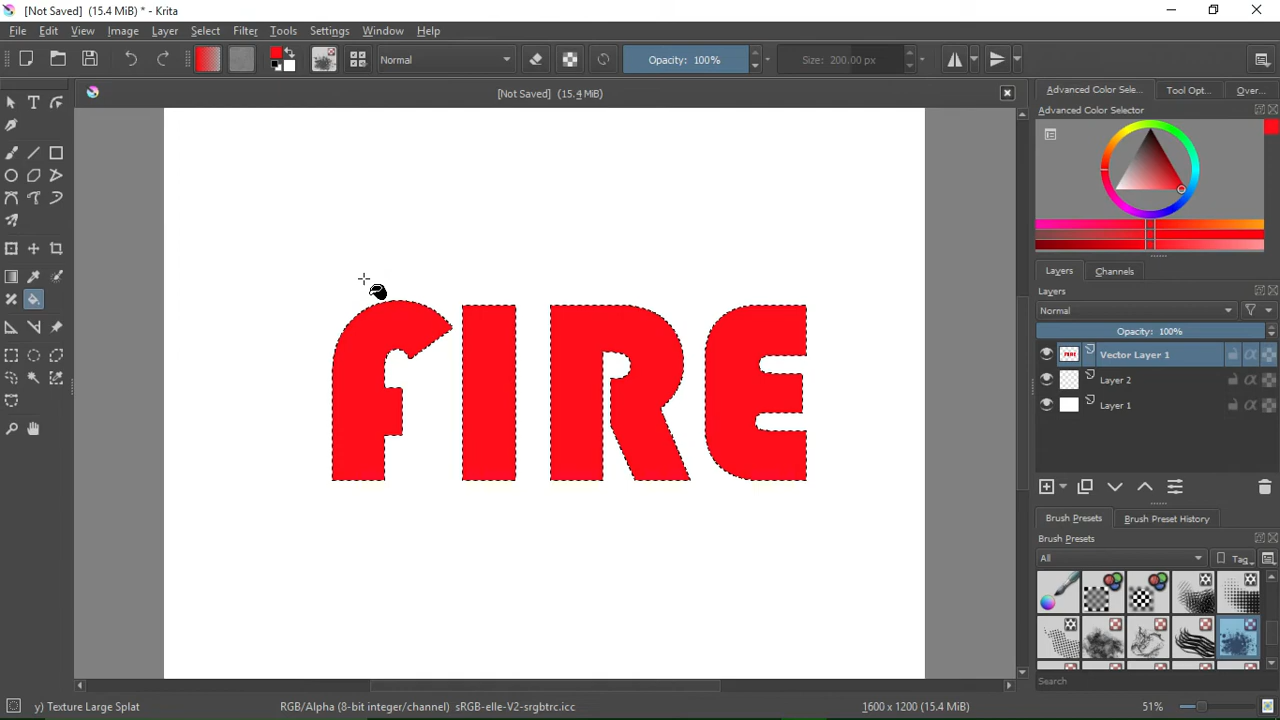 [Not Saved] (15.4 MiB) * - Krita
File Edit View Image Layer Select Filter Tools Settings Window Help
Normal Opacity: 100% Size: 200.00 px
[Not Saved] (15.4 MiB)
Advanced Color Sele... Tool Opt... Over...
Advanced Color Selector
FIRE
Layers Channels
Layers
Normal
Opacity: 100%
FIRE Vector Layer 1
Layer 2
Layer 1
Brush Presets Brush Preset History
Brush Presets
All Tag
Search
y) Texture Large Splat RGB/Alpha (8-bit integer/channel) sRGB-elle-V2-srgbtrc.icc 1600 x 1200 (15.4 MiB) 51%